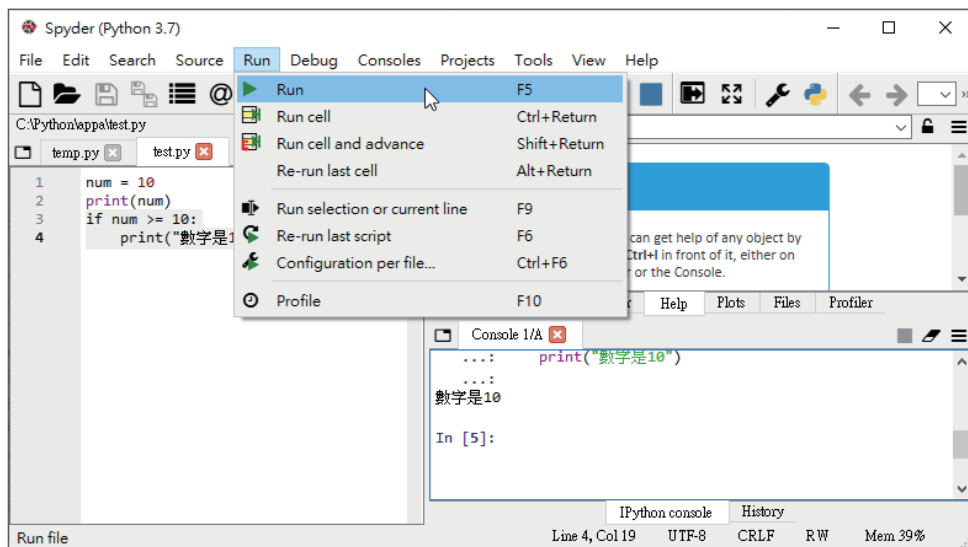 Spyder (Python 3.7)
File Edit Search Source Run Debug Consoles Projects Tools View Help
C:\Python\appa\test.py
temp.py test.py
1 num = 10
2 print(num)
3 if num >= 10:
4 print("數字是1
Run F5
Run cell Ctrl+Return
Run cell and advance Shift+Return
Re-run last cell Alt+Return
Run selection or current line F9
Re-run last script F6
Configuration per file... Ctrl+F6
Profile F10
can get help of any object by
Ctrl+I in front of it, either on
or the Console.
Help Plots Files Profiler
Console 1/A
...: print("數字是10")
...:
數字是10
In [5]:
IPython console History
Run file Line 4, Col 19 UTF-8 CRLF RW Mem 39%